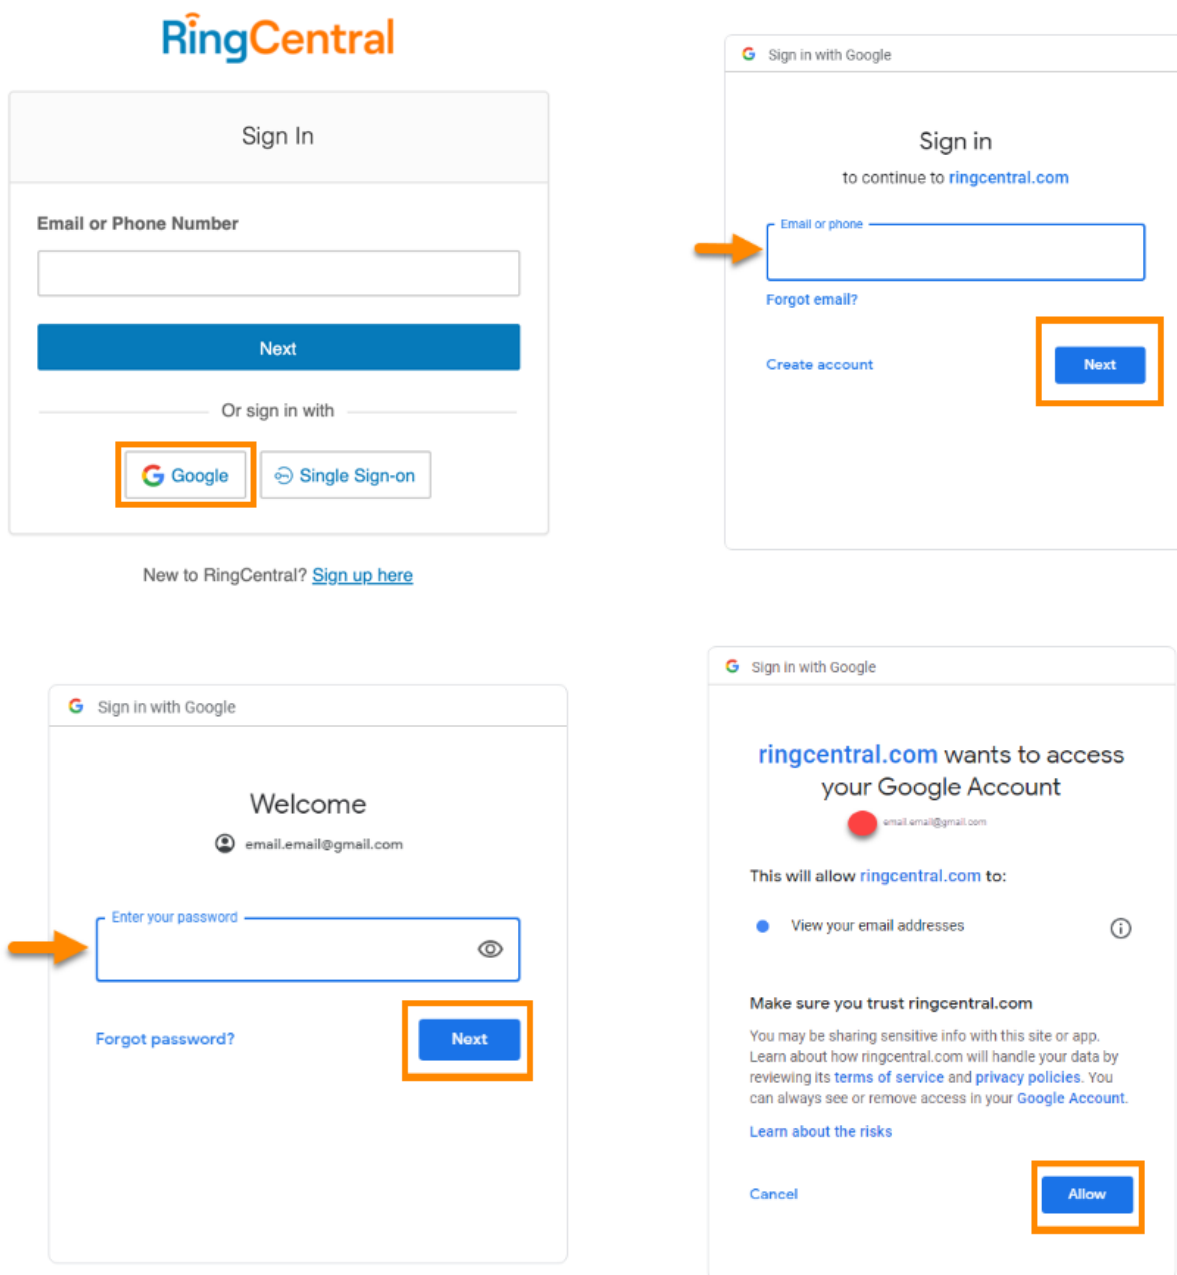 RingCentral
Sign In
Email or Phone Number
Next
Or sign in with
Google
Single Sign-on
New to RingCentral? Sign up here
Sign in with Google
Sign in
to continue to ringcentral.com
Email or phone
Forgot email?
Create account
Next
Sign in with Google
Welcome
email.email@gmail.com
Enter your password
Forgot password?
Next
Sign in with Google
ringcentral.com wants to access
your Google Account
email.email@gmail.com
This will allow ringcentral.com to:
View your email addresses
Make sure you trust ringcentral.com
You may be sharing sensitive info with this site or app.
Learn about how ringcentral.com will handle your data by
reviewing its terms of service and privacy policies. You
can always see or remove access in your Google Account.
Learn about the risks
Cancel
Allow